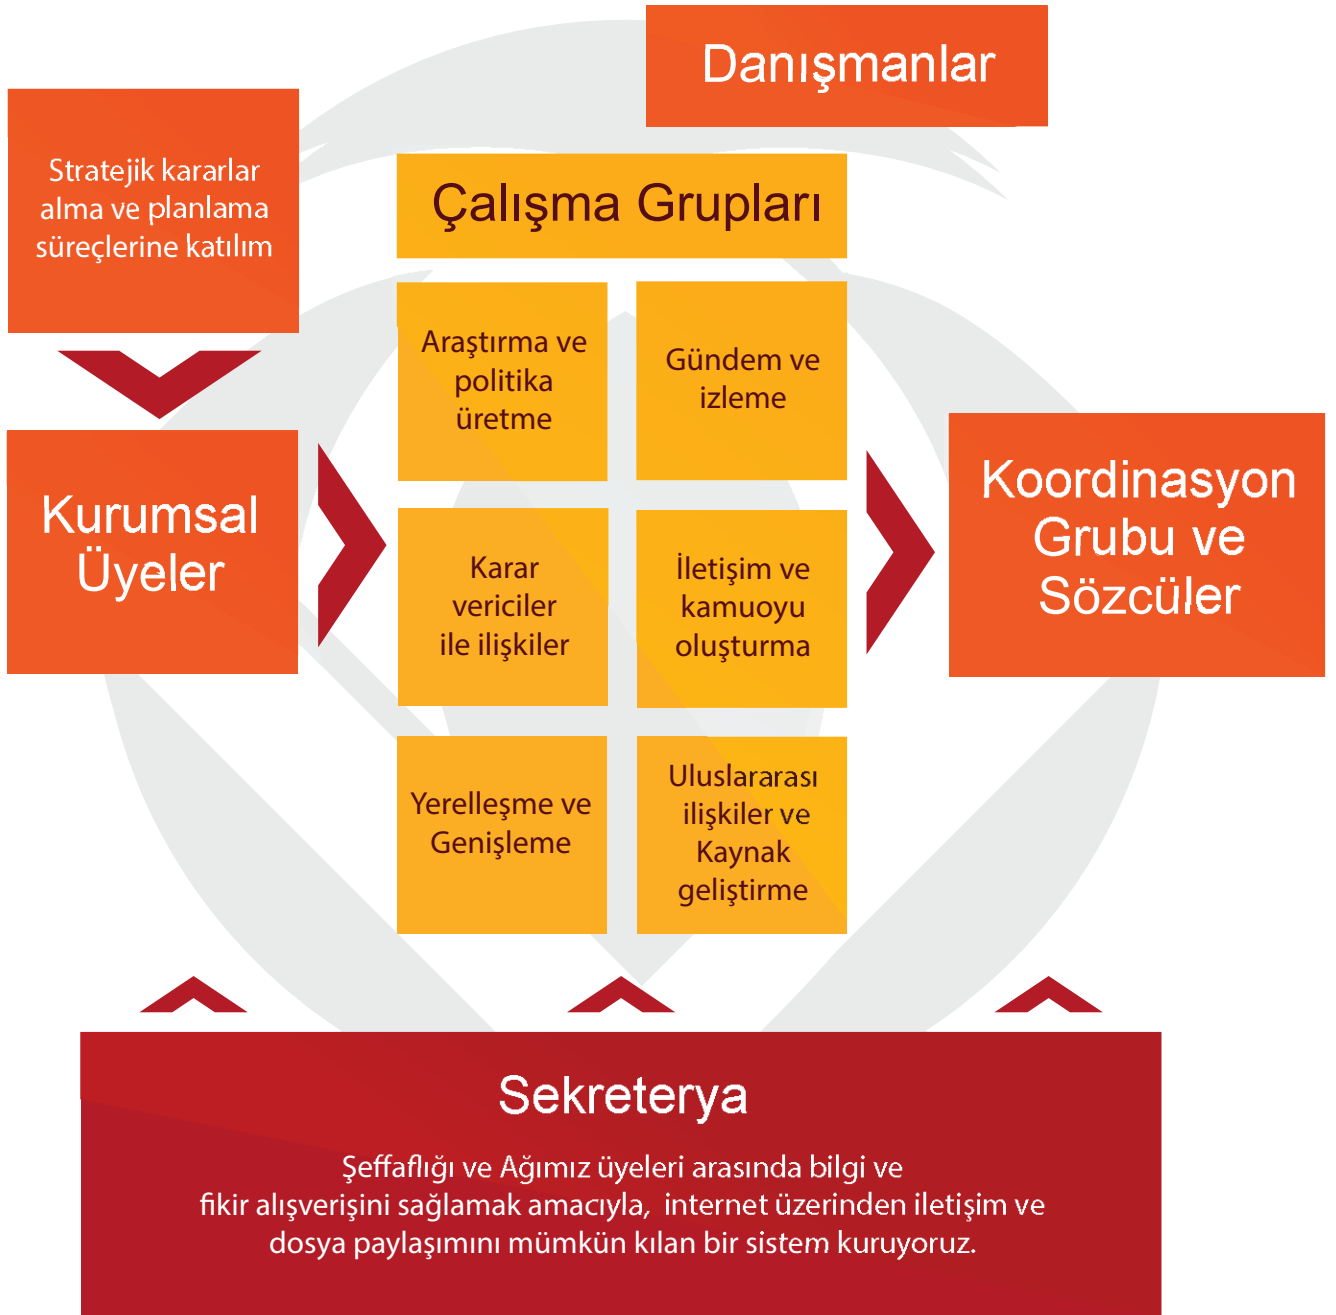 Danışmanlar
Stratejik kararlar
alma ve planlama
süreçlerine katılım
Çalışma Grupları
Araştırma ve
politika
üretme
Gündem ve
izleme
Kurumsal
Üyeler
Karar
vericiler
ile ilişkiler
İletişim ve
kamuoyu
oluşturma
Koordinasyon
Grubu ve
Sözcüler
Yerelleşme ve
Genişleme
Uluslararası
ilişkiler ve
Kaynak
geliştirme
Sekreterya
Şeffaflığı ve Ağımız üyeleri arasında bilgi ve
fikir alışverişini sağlamak amacıyla, internet üzerinden iletişim ve
dosya paylaşımını mümkün kılan bir sistem kuruyoruz.